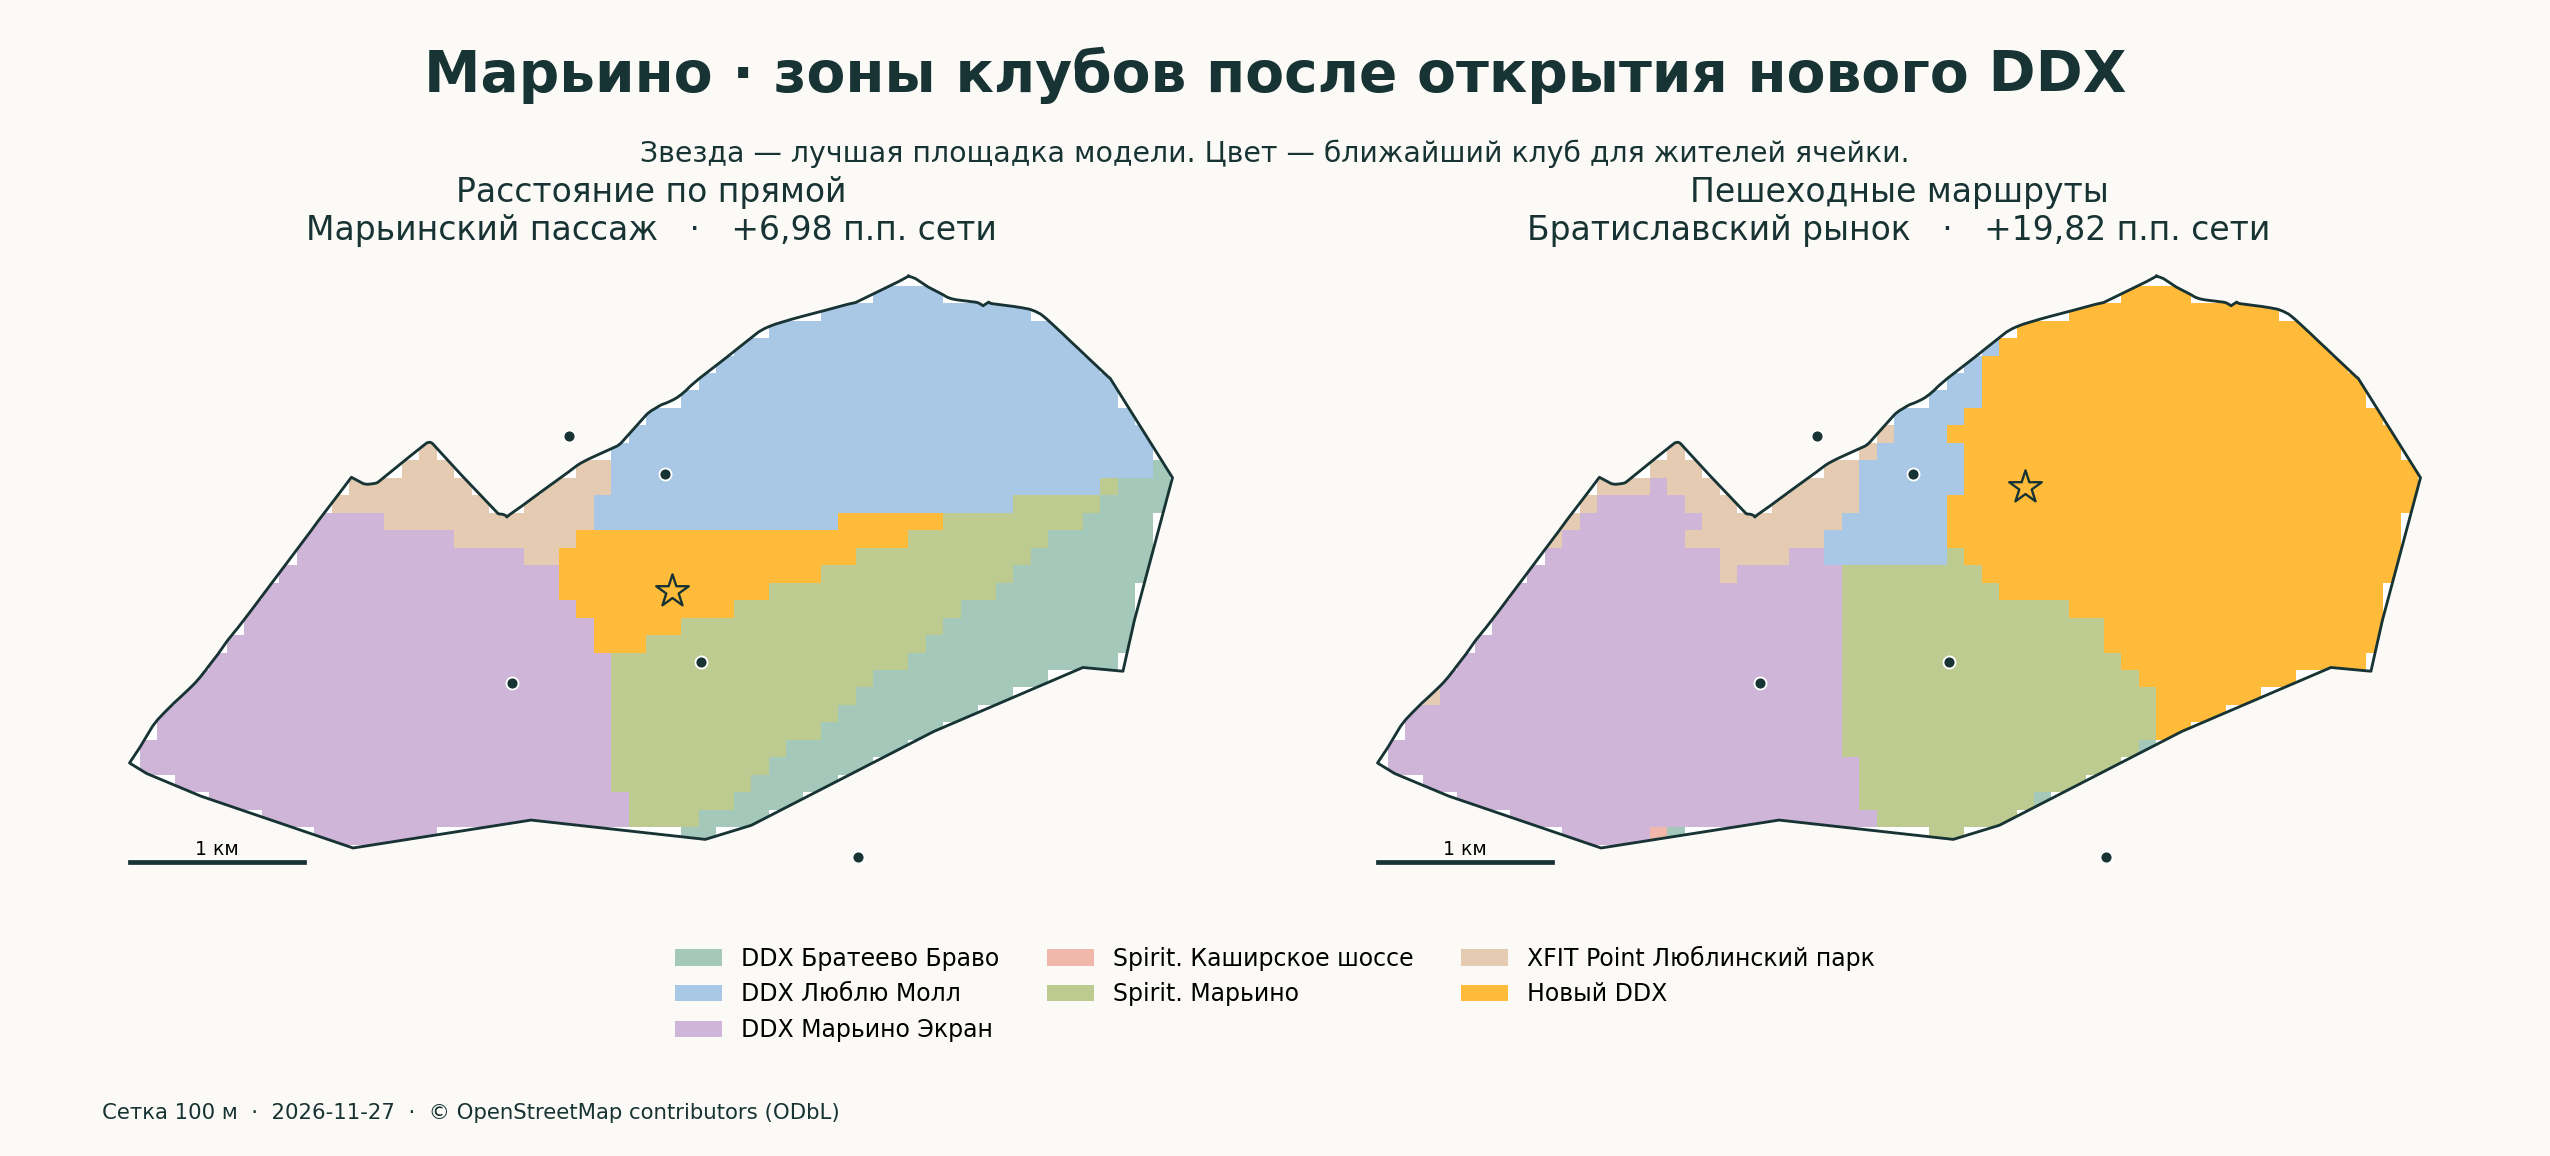 Марьино · зоны клубов после открытия нового DDX
Звезда — лучшая площадка модели. Цвет — ближайший клуб для жителей ячейки.
Расстояние по прямой
Марьинский пассаж · +6,98 п.п. сети
Пешеходные маршруты
Братиславский рынок · +19,82 п.п. сети
1 км
1 км
DDX Братеево Браво
DDX Люблю Молл
DDX Марьино Экран
Spirit. Каширское шоссе
Spirit. Марьино
XFIT Point Люблинский парк
Новый DDX
Сетка 100 м · 2026-11-27 · © OpenStreetMap contributors (ODbL)